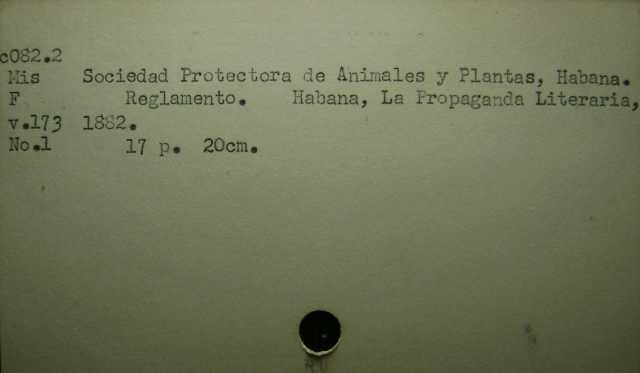 c082.2
Mis Sociedad Protectora de Animales y Plantas, Habana.
F Reglamento. Habana, La Propaganda Literaria,
v.173 1882.
No.1 17 p. 20cm.